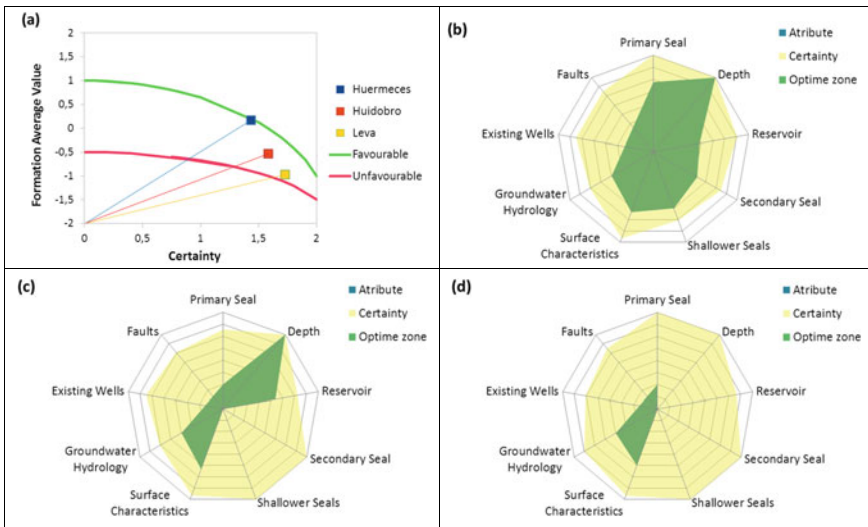 (a)
2
1,5
1
0,5
0
-0,5
-1
-1,5
-2
Formation Average Value
0
0,5
1
1,5
2
Certainty
Huermeces
Huidobro
Leva
Favourable
Unfavourable
(b)
Primary Seal
Depth
Reservoir
Secondary Seal
Shallower Seals
Surface
Characteristics
Groundwater
Hydrology
Existing Wells
Faults
Atribute
Certainty
Optime zone
(c)
Primary Seal
Depth
Reservoir
Secondary Seal
Shallower Seals
Surface
Characteristics
Groundwater
Hydrology
Existing Wells
Faults
Atribute
Certainty
Optime zone
(d)
Primary Seal
Depth
Reservoir
Secondary Seal
Shallower Seals
Surface
Characteristics
Groundwater
Hydrology
Existing Wells
Faults
Atribute
Certainty
Optime zone